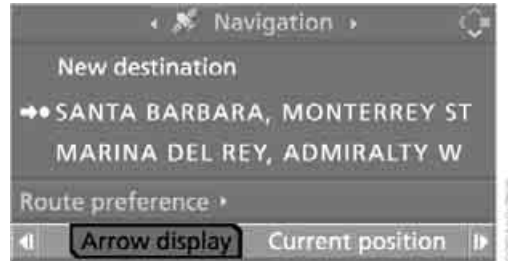 Navigation
New destination
SANTA BARBARA, MONTERREY ST
MARINA DEL REY, ADMIRALTY W
Route preference
Arrow display Current position